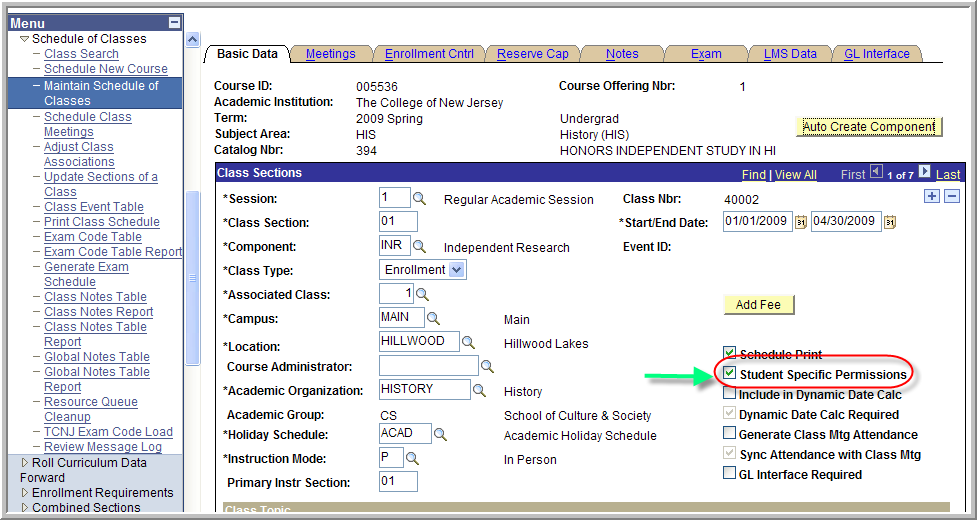 Menu
Schedule of Classes
Class Search
Schedule New Course
Maintain Schedule of
Classes
Schedule Class
Meetings
Adjust Class
Associations
Update Sections of a
Class
Class Event Table
Print Class Schedule
Exam Code Table
Exam Code Table Report
Generate Exam
Schedule
Class Notes Table
Class Notes Report
Class Notes Table
Report
Global Notes Table
Global Notes Table
Report
Resource Queue
Cleanup
TCNJ Exam Code Load
Review Message Log
Roll Curriculum Data
Forward
Enrollment Requirements
Combined Sections
Basic Data Meetings Enrollment Cntrl Reserve Cap Notes Exam LMS Data GL Interface
Course ID: 005536 Course Offering Nbr: 1
Academic Institution: The College of New Jersey
Term: 2009 Spring Undergrad
Subject Area: HIS History (HIS)
Auto Create Component
Catalog Nbr: 394 HONORS INDEPENDENT STUDY IN HI
Class Sections Find | View All First 1 of 7 Last
*Session: 1 Regular Academic Session Class Nbr: 40002
*Class Section: 01 *Start/End Date: 01/01/2009 31 04/30/2009 31
*Component: INR Independent Research Event ID:
*Class Type: Enrollment
*Associated Class: 1 Add Fee
*Campus: MAIN Main
*Location: HILLWOOD Hillwood Lakes Schedule Print
Course Administrator: Student Specific Permissions
*Academic Organization: HISTORY History Include in Dynamic Date Calc
Academic Group: CS School of Culture & Society Dynamic Date Calc Required
*Holiday Schedule: ACAD Academic Holiday Schedule Generate Class Mtg Attendance
*Instruction Mode: P In Person Sync Attendance with Class Mtg
Primary Instr Section: 01 GL Interface Required
Class Topic